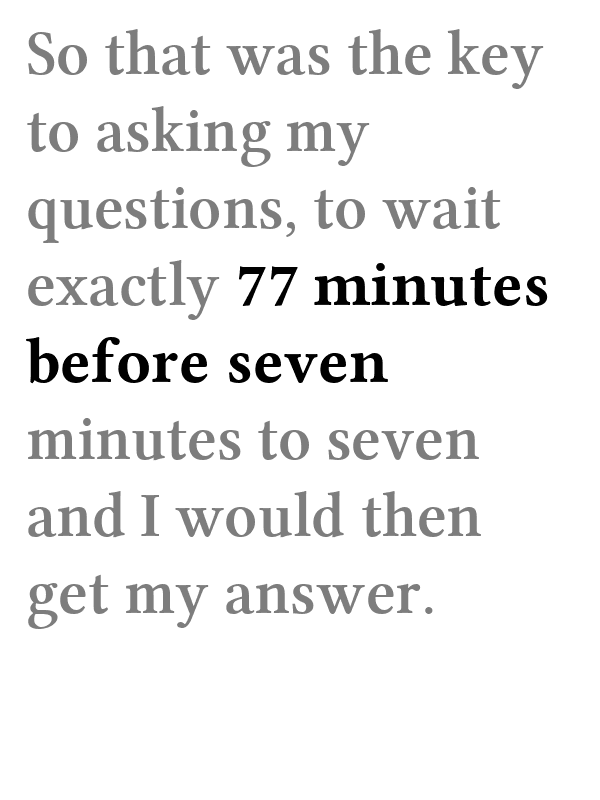 So that was the key
to asking my
questions, to wait
exactly 77 minutes
before seven
minutes to seven
and I would then
get my answer.